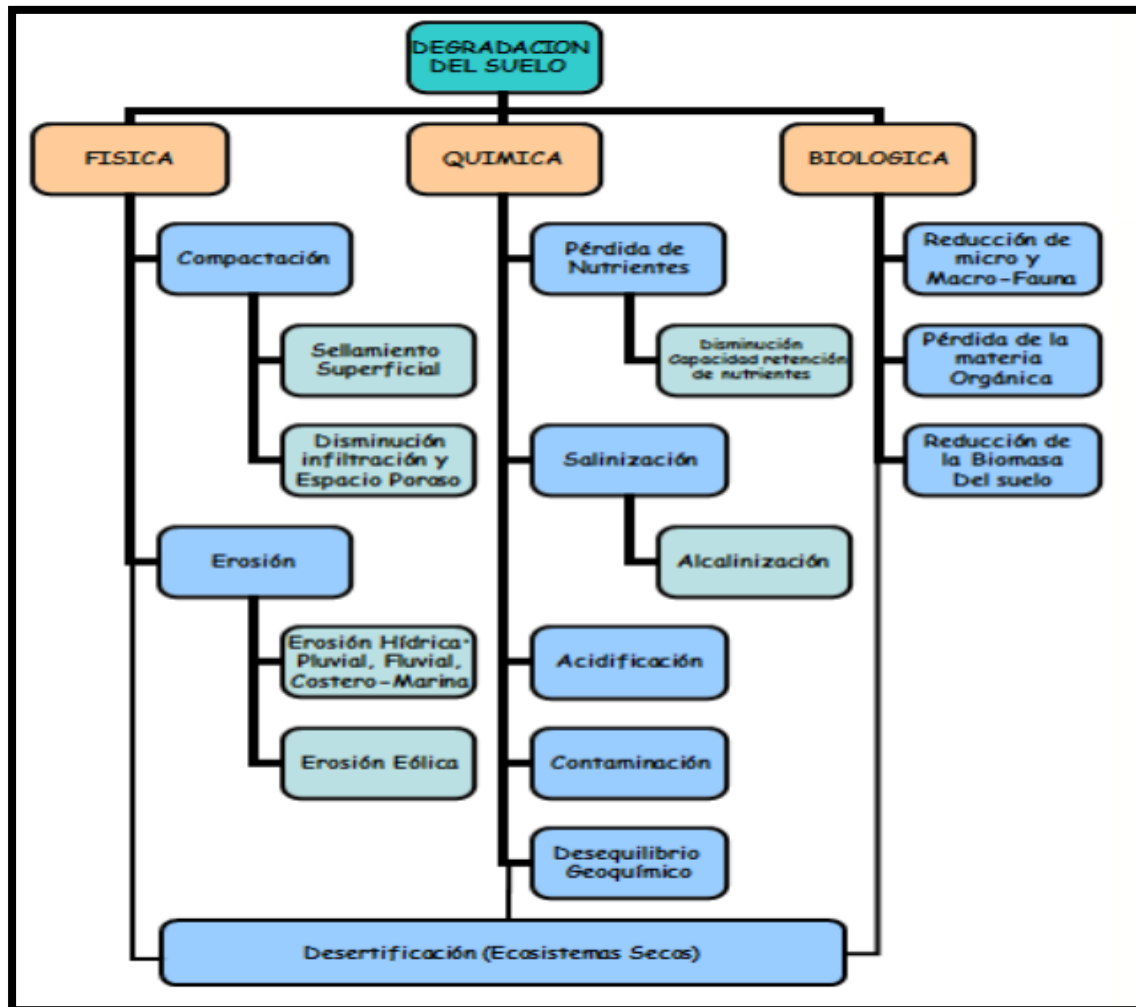 DEGRADACION
DEL SUELO
FISICA
QUIMICA
BIOLOGICA
Compactación
Sellamiento
Superficial
Disminución
infiltración y
Espacio Poroso
Erosión
Erosión Hídrica:
Pluvial, Fluvial,
Costero-Marina
Erosión Eólica
Pérdida de
Nutrientes
Disminución
Capacidad retención
de nutrientes
Salinización
Alcalinización
Acidificación
Contaminación
Desequilibrio
Geoquímico
Reducción de
micro y
Macro-Fauna
Pérdida de la
materia
Orgánica
Reducción de
la Biomasa
Del suelo
Desertificación (Ecosistemas Secos)